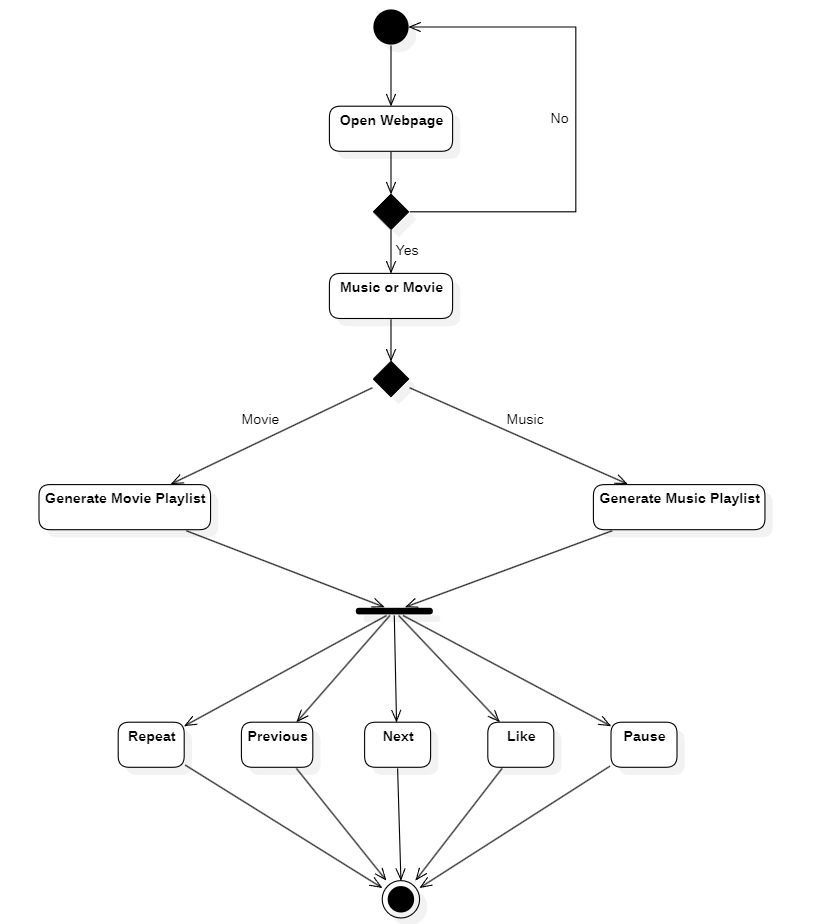 No
Open Webpage
Yes
Music or Movie
Movie
Music
Generate Movie Playlist
Generate Music Playlist
Repeat
Previous
Next
Like
Pause